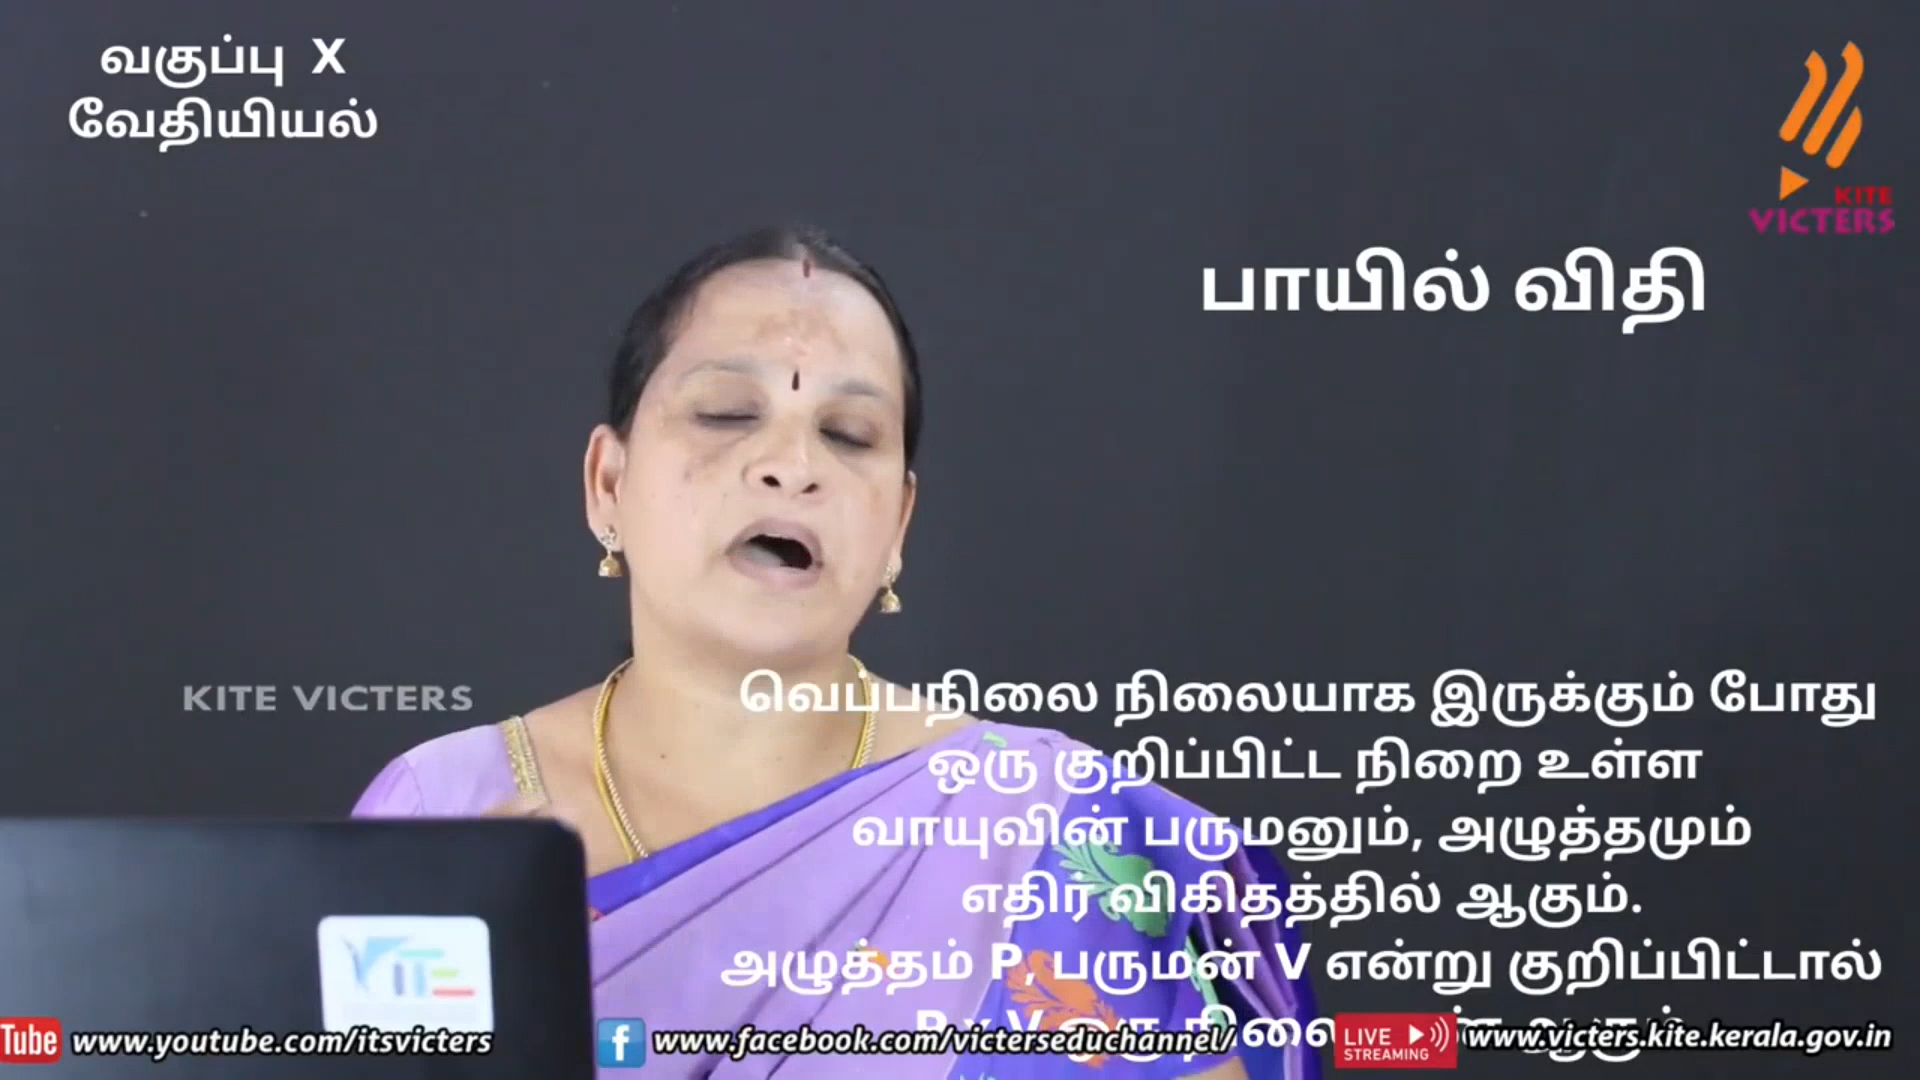 வகுப்பு X
வேதியியல்
KITE
VICTERS
பாயில் விதி
KITE VICTERS
வெப்பநிலை நிலையாக இருக்கும் போது
ஒரு குறிப்பிட்ட நிறை உள்ள
வாயுவின் பருமனும், அழுத்தமும்
எதிர் விகிதத்தில் ஆகும்.
அழுத்தம் P, பருமன் V என்று குறிப்பிட்டால்
P x V ஒரு
Tube www.youtube.com/itsvicters
www.facebook.com/victerseduchannel/
LIVE
STREAMING
www.victers.kite.kerala.gov.in